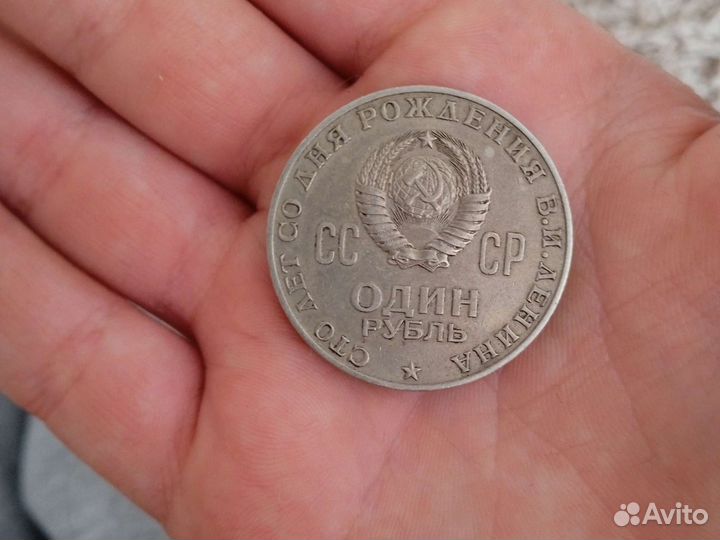 СТО ЛЕТ СО ДНЯ РОЖДЕНИЯ В.И.ЛЕНИНА
СС СР
ОДИН
РУБЛЬ
Avito